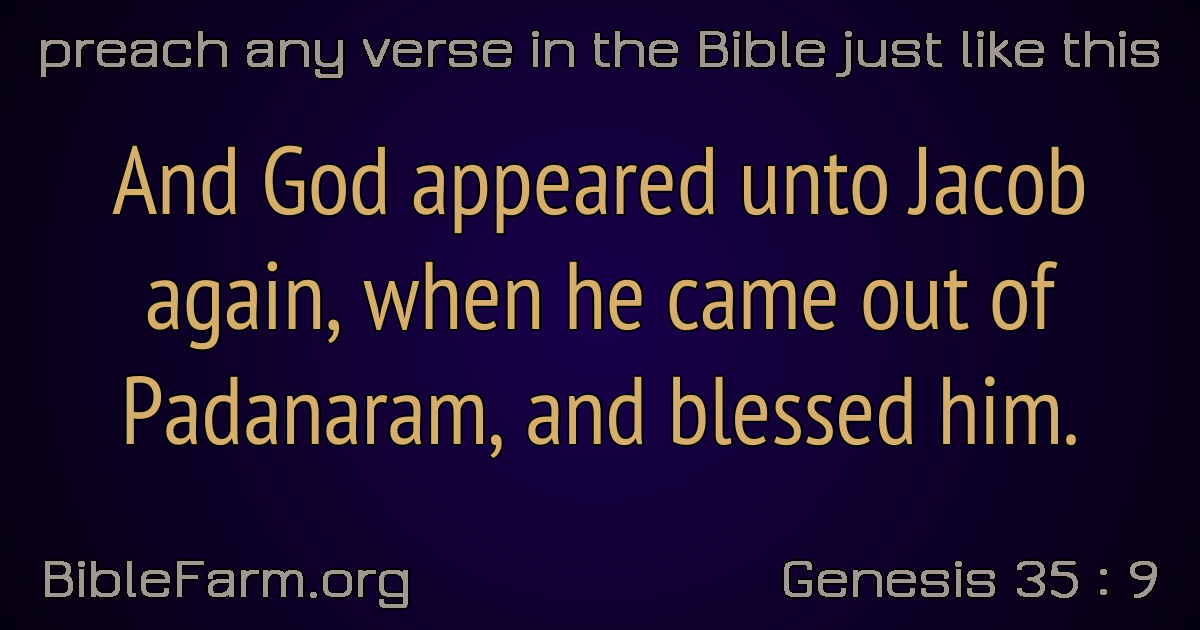 preach any verse in the Bible just like this
And God appeared unto Jacob
again, when he came out of
Padanaram, and blessed him.
BibleFarm.org
Genesis 35 : 9